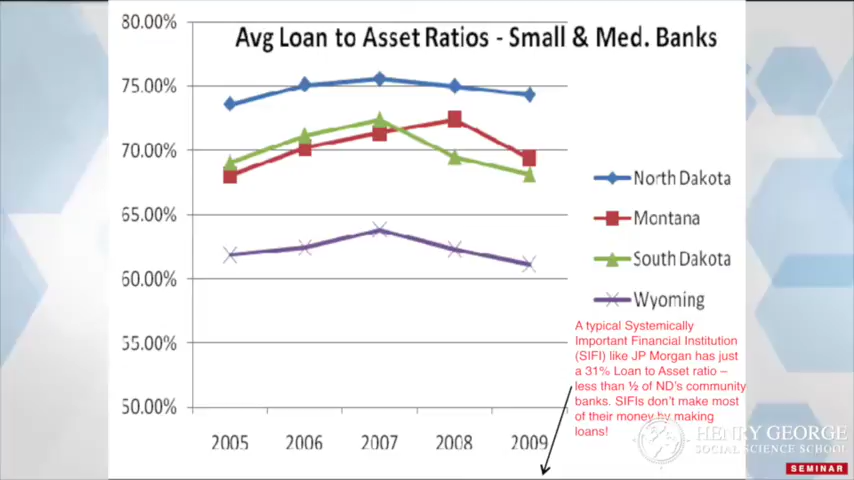 Avg Loan to Asset Ratios - Small & Med. Banks
80.00%
75.00%
70.00%
65.00%
60.00%
55.00%
50.00%
2005 2006 2007 2008 2009
North Dakota
Montana
South Dakota
Wyoming
A typical Systemically
Important Financial Institution
(SIFI) like JP Morgan has just
a 31% Loan to Asset ratio –
less than ½ of ND's community
banks. SIFIs don't make most
of their money by making
loans!
HENRY GEORGE
SOCIAL SCIENCE SCHOOL
SEMINAR